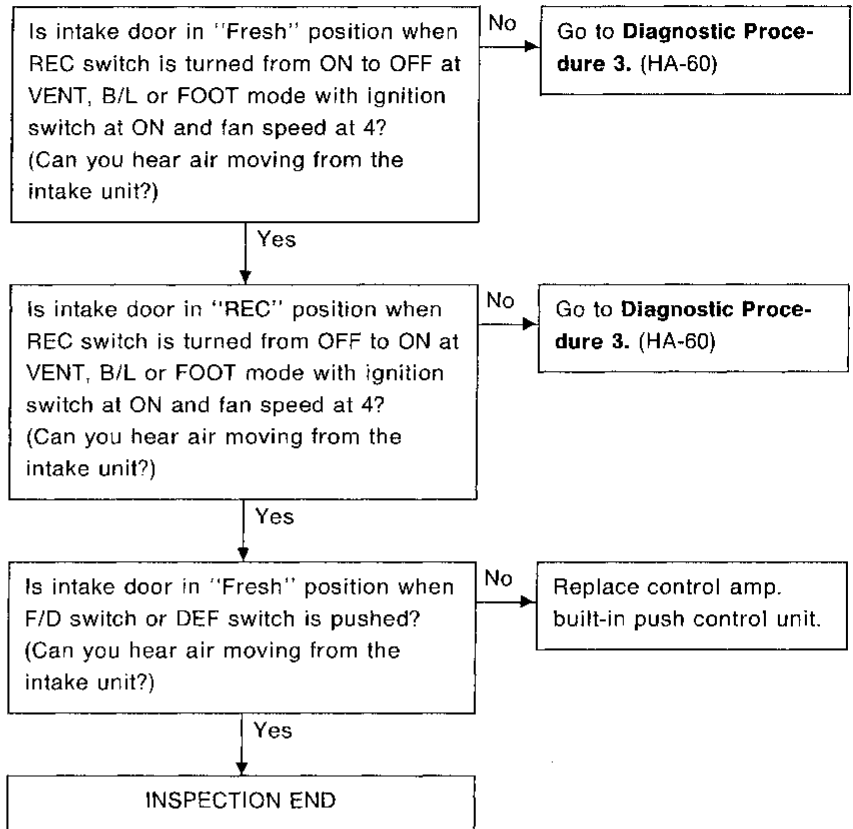 Is intake door in "Fresh" position when
REC switch is turned from ON to OFF at
VENT, B/L or FOOT mode with ignition
switch at ON and fan speed at 4?
(Can you hear air moving from the
intake unit?)
No
Go to Diagnostic Proce-
dure 3. (HA-60)
Yes
Is intake door in "REC" position when
REC switch is turned from OFF to ON at
VENT, B/L or FOOT mode with ignition
switch at ON and fan speed at 4?
(Can you hear air moving from the
intake unit?)
No
Go to Diagnostic Proce-
dure 3. (HA-60)
Yes
Is intake door in "Fresh" position when
F/D switch or DEF switch is pushed?
(Can you hear air moving from the
intake unit?)
No
Replace control amp.
built-in push control unit.
Yes
INSPECTION END